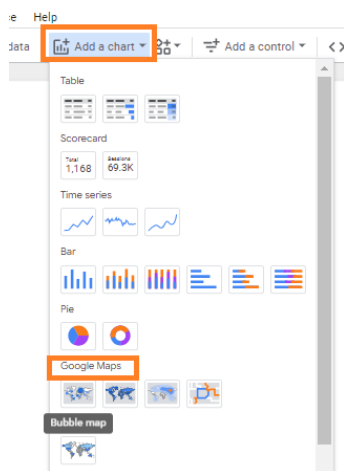 ce Help
data Add a chart Add a control
Table
Scorecard
Total Sessions
1,168 69.3K
Time series
Bar
Pie
Google Maps
Bubble map